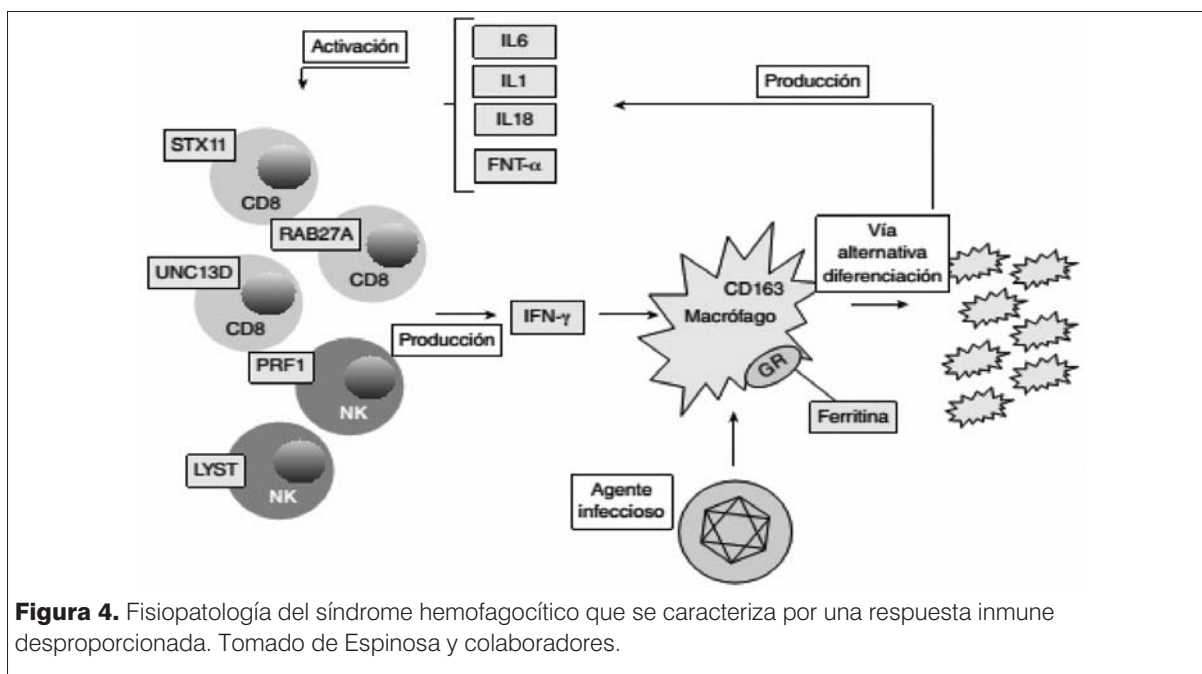 Activación
IL6
IL1
IL18
FNT-α
Producción
STX11
CD8
RAB27A
CD8
UNC13D
CD8
PRF1
NK
LYST
NK
Producción
IFN-γ
CD163
Macrófago
GR
Ferritina
Vía
alternativa
diferenciación
Agente
infeccioso
Figura 4. Fisiopatología del síndrome hemofagocítico que se caracteriza por una respuesta inmune
desproporcionada. Tomado de Espinosa y colaboradores.